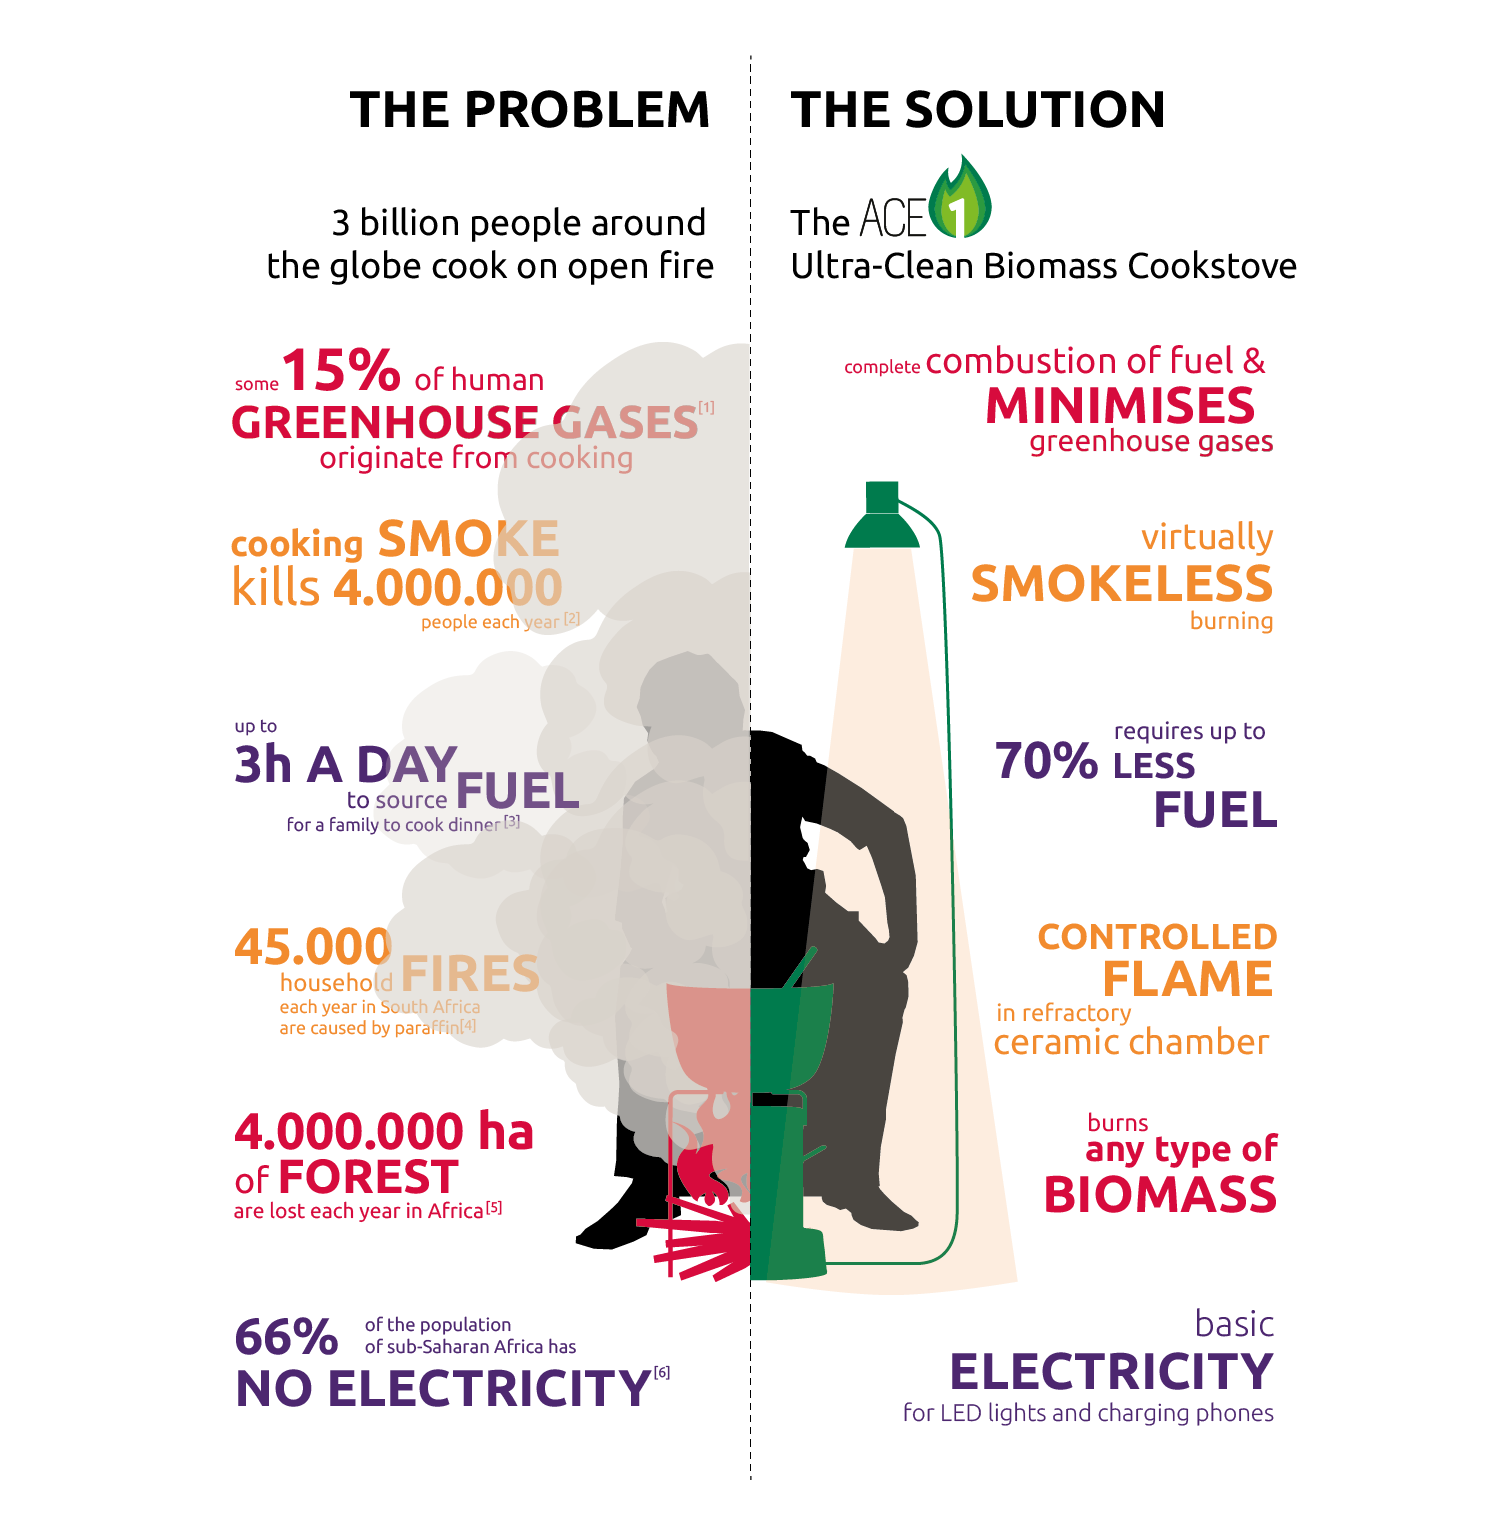 THE PROBLEM
3 billion people around
the globe cook on open fire
some 15% of human
GREENHOUSE GASES[1]
originate from cooking
cooking SMOKE
kills 4.000.000
people each year [2]
up to
3h A DAY
to source FUEL
for a family to cook dinner[3]
45.000
household FIRES
each year in South Africa
are caused by paraffin[4]
4.000.000 ha
of FOREST
are lost each year in Africa[5]
66% of the population
of sub-Saharan Africa has
NO ELECTRICITY[6]
THE SOLUTION
The ACE1
Ultra-Clean Biomass Cookstove
complete combustion of fuel &
MINIMISES
greenhouse gases
virtually
SMOKELESS
burning
requires up to
70% LESS
FUEL
CONTROLLED
FLAME
in refractory
ceramic chamber
burns
any type of
BIOMASS
basic
ELECTRICITY
for LED lights and charging phones